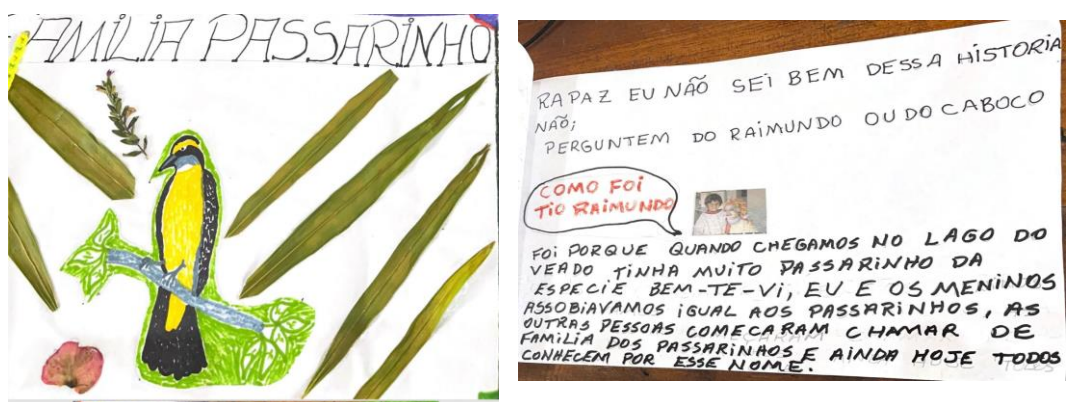 FAMÍLIA PASSARINHO
RAPAZ EU NÃO SEI BEM DESSA HISTORIA
NÃO;
PERGUNTEM DO RAIMUNDO OU DO CABOCO
COMO FOI
TIO RAIMUNDO
FOI PORQUE QUANDO CHEGAMOS NO LAGO DO
VEADO TINHA MUITO PASSARINHO DA
ESPECIE BEM-TE-VI, EU E OS MENINOS
ASSOBIAVAMOS IGUAL AOS PASSARINHOS, AS
OUTRAS PESSOAS COMEÇARAM CHAMAR DE
FAMILIA DOS PASSARINHOS E AINDA HOJE TODOS
CONHECEM POR ESSE NOME.